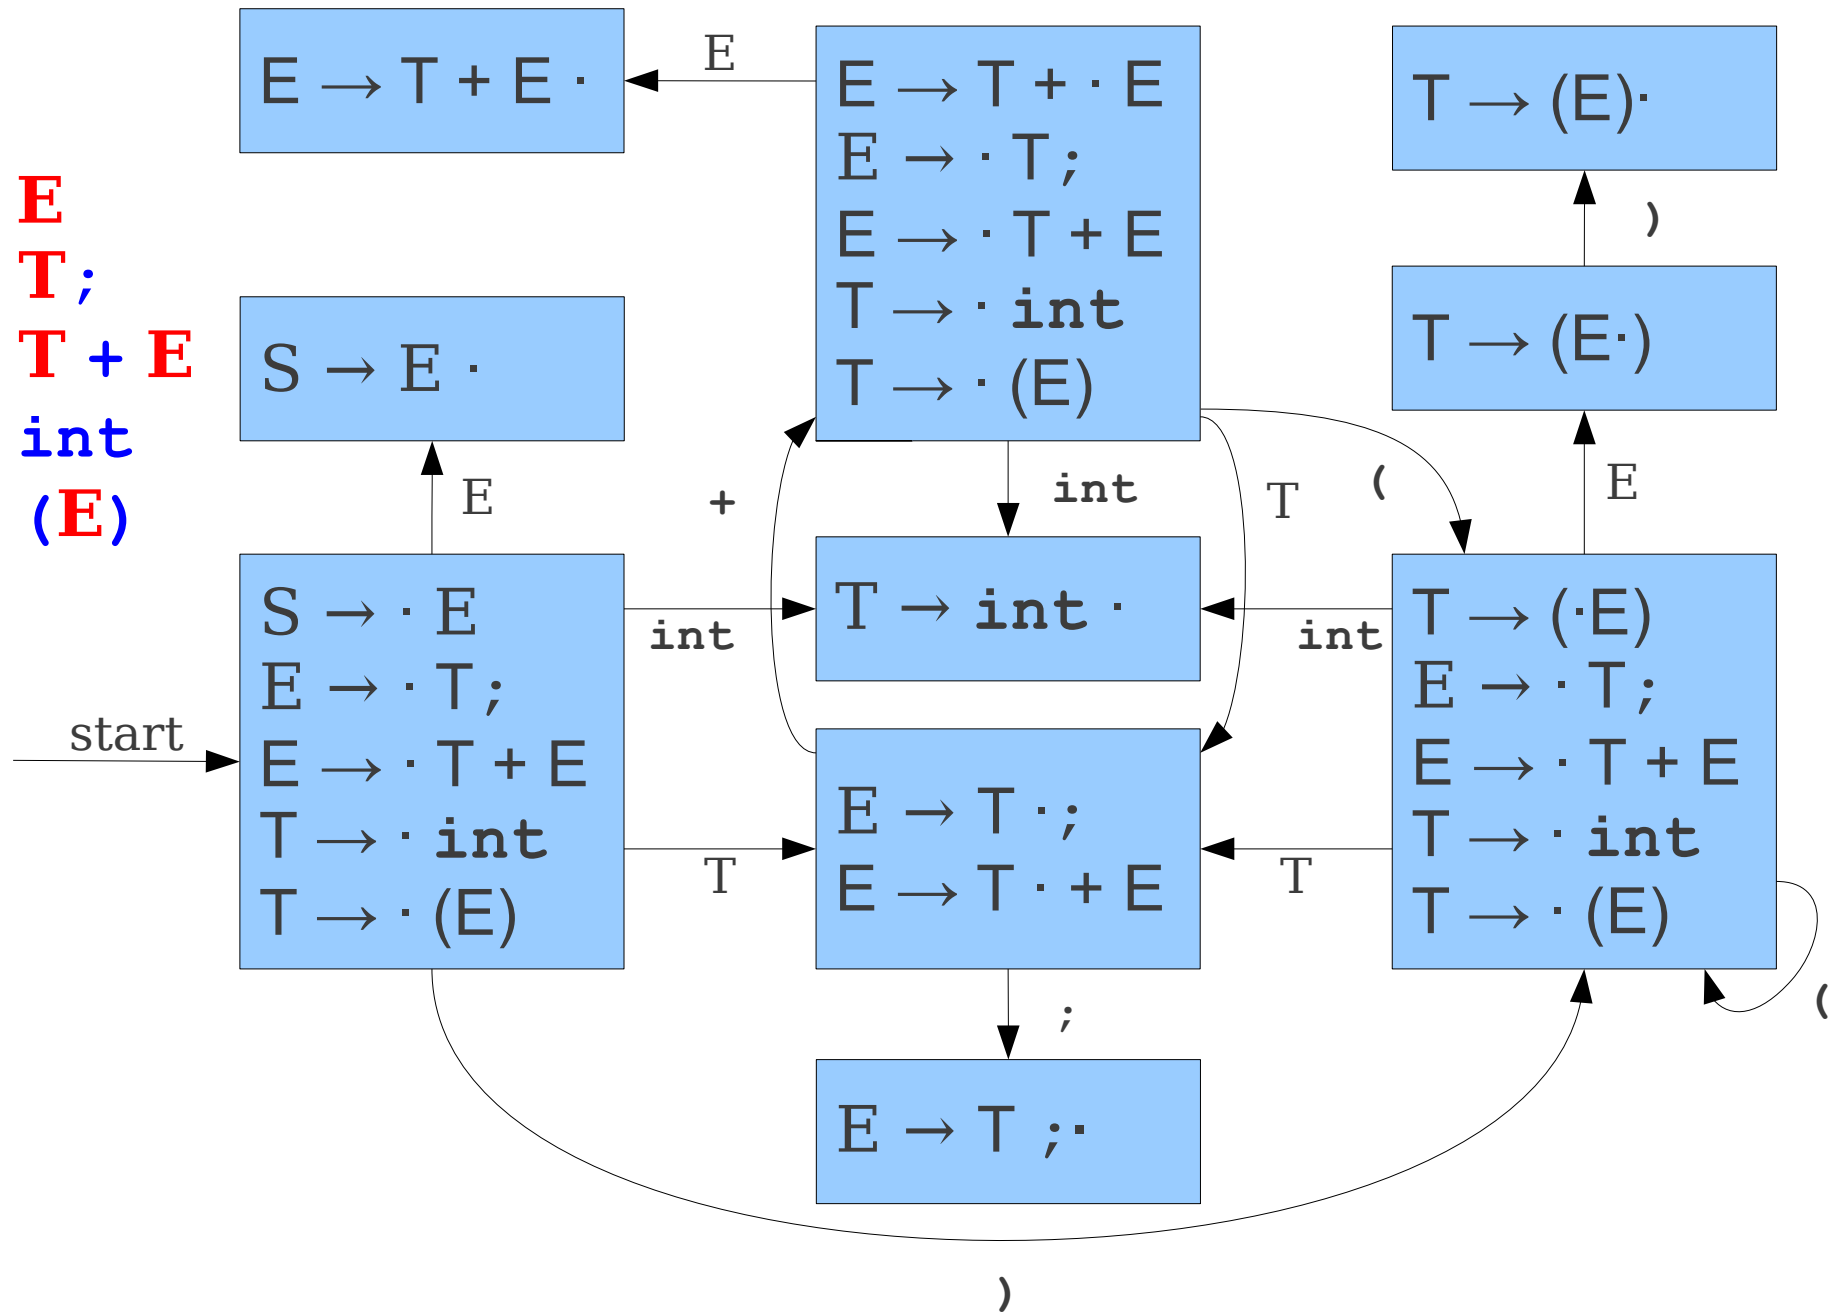 E → T + E ·
E
E → T + · E
E → · T ;
E → · T + E
T → · int
T → · (E)
T → (E)·
)
T → (E·)
E
T ;
T + E
int
(E)
S → E ·
E
+
int
T
(
E
S → · E
E → · T ;
E → · T + E
T → · int
T → · (E)
start
int
T
T → int ·
int
E → T · ;
E → T · + E
T
T → (·E)
E → · T ;
E → · T + E
T → · int
T → · (E)
(
;
E → T ; ·
)